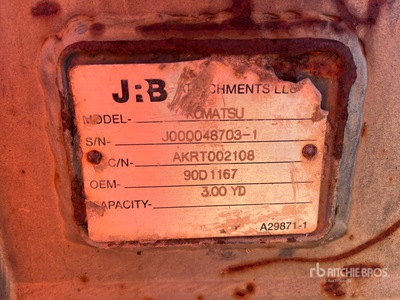 JRB ATTACHMENTS LLC
MODEL- KOMATSU
S/N- J000048703-1
C/N- AKRT002108
OEM- 90D1167
CAPACITY- 3.00 YD
A29871-1
rb RITCHIE BROS.